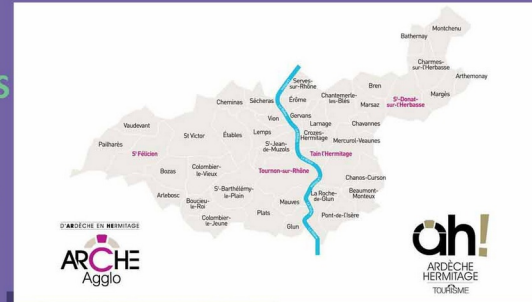 S
Montchenu
Bathernay
Charmes-
sur-l'Herbasse
Arthemonay
Serves-
sur-Rhône
Bren
St-Donat-
sur-l'Herbasse
Margès
Chantemerle-
les-Blés
Marsaz
Cheminas
Sécheras
Érôme
Gervans
Chavannes
Vion
Larnage
Vaudevant
St Victor
Étables
Lemps
Crozes-
Hermitage
Mercurol-Veaunes
Pailharès
St-Jean-
de-Muzols
St Félicien
Tain l'Hermitage
Colombier-
le-Vieux
Bozas
Tournon-sur-Rhône
Chanos-Curson
St-Barthélémy-
le-Plain
Arlebosc
Boucieu-
le-Roi
La Roche-
de-Glun
Beaumont-
Monteux
Mauves
Plats
Pont-de-l'Isère
Colombier-
le-Jeune
Glun
D'ARDÈCHE EN HERMITAGE
ARCHE
Agglo
ah!
ARDÈCHE
HERMITAGE
TOURISME